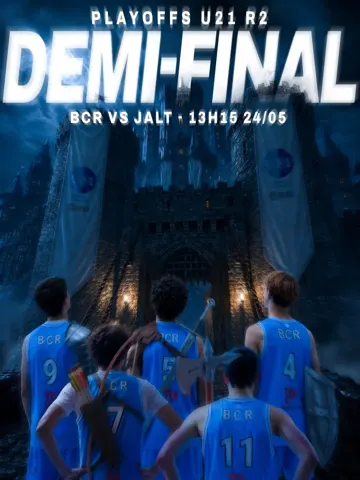 PLAYOFFS U21 R2
DEMI-FINAL
BCR VS JALT - 13H15 24/05
BCR
9
BCR
5
BCR
4
BCR
7
BCR
11